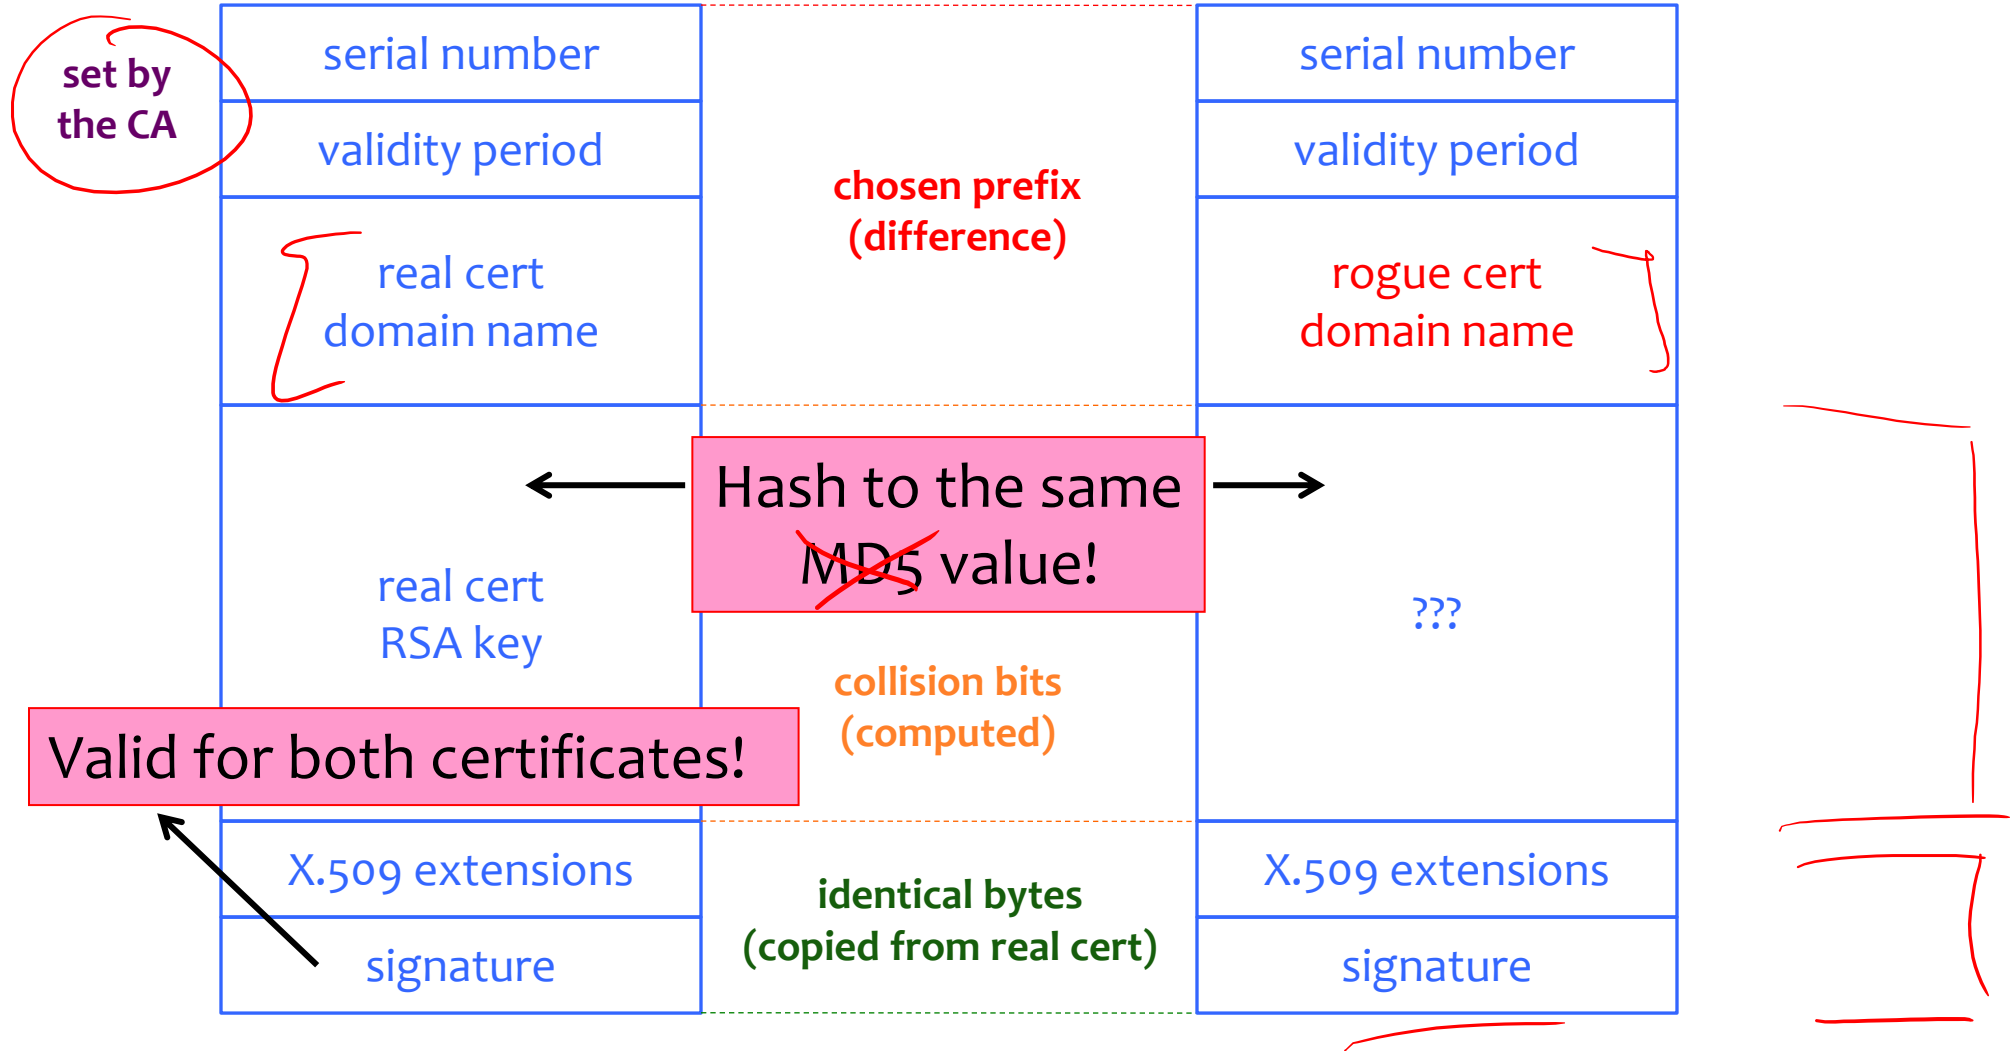 set by
the CA
serial number
validity period
real cert
domain name
real cert
RSA key
Valid for both certificates!
X.509 extensions
signature
chosen prefix
(difference)
Hash to the same
MD5 value!
collision bits
(computed)
identical bytes
(copied from real cert)
serial number
validity period
rogue cert
domain name
???
X.509 extensions
signature